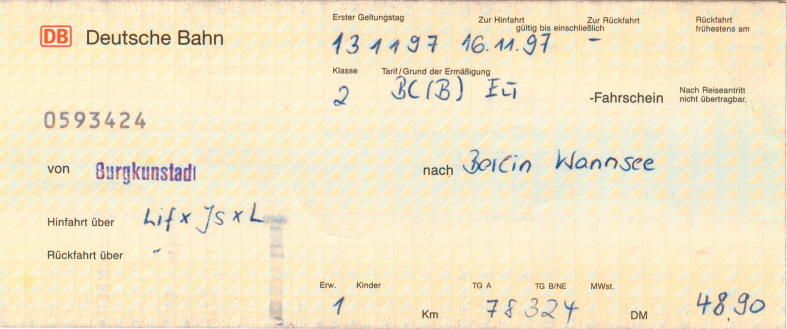 Erster Geltungstag Zur Hinfahrt Zur Rückfahrt Rückfahrt
gültig bis einschließlich frühestens am
DB Deutsche Bahn 13 11 97 16.11.97 –
Klasse Tarif/Grund der Ermäßigung
2 BC(B) EU -Fahrschein Nach Reiseantritt
nicht übertragbar.
0593424
von Burgkunstadt nach Berlin Wannsee
Hinfahrt über Lif x Js x L
Rückfahrt über -
Erw. Kinder TG A TG B/NE MWst.
1 Km 78 324 DM 48,90